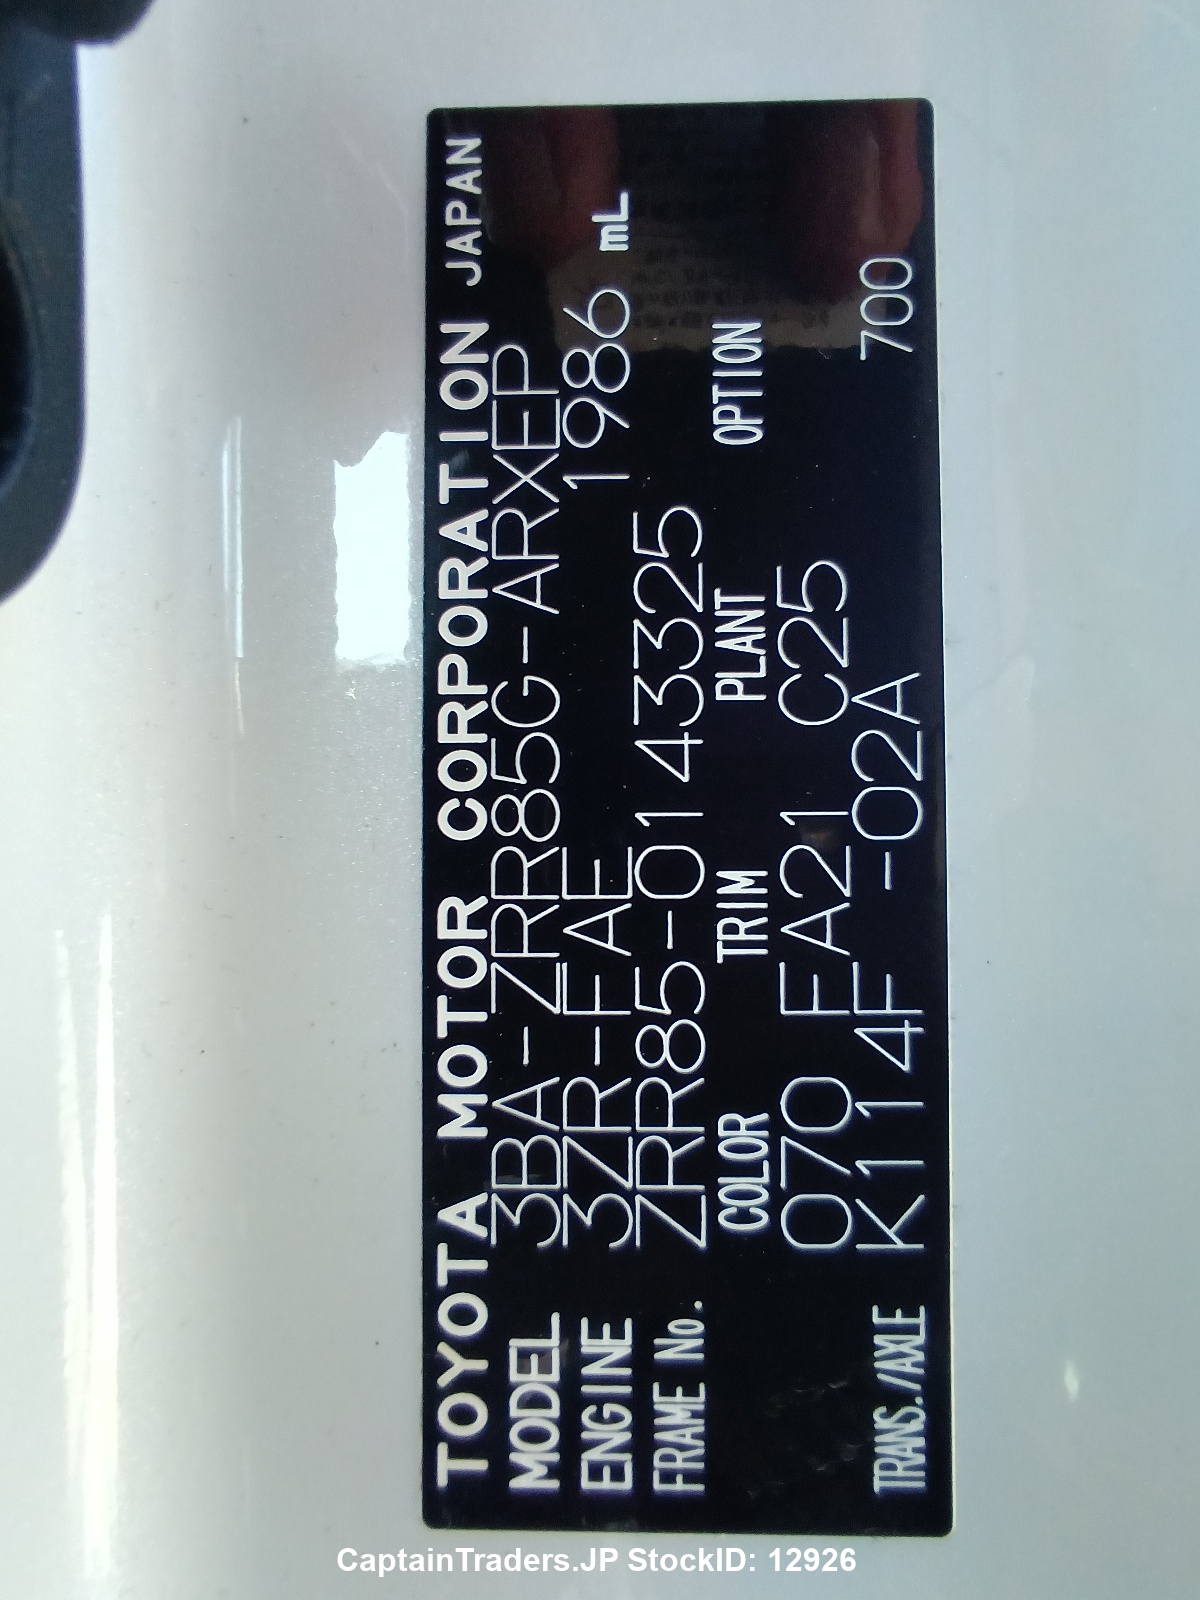 TOYOTA MOTOR CORPORATION JAPAN
MODEL 3BA-ZRR85G-ARXEP
ENGINE 3ZR-FAE 1986 mL
FRAME No. ZRR85-0143325
COLOR TRIM PLANT OPTION
070 FA21 C25
TRANS./AXLE K114F -02A 700
CaptainTraders.JP StockID: 12926